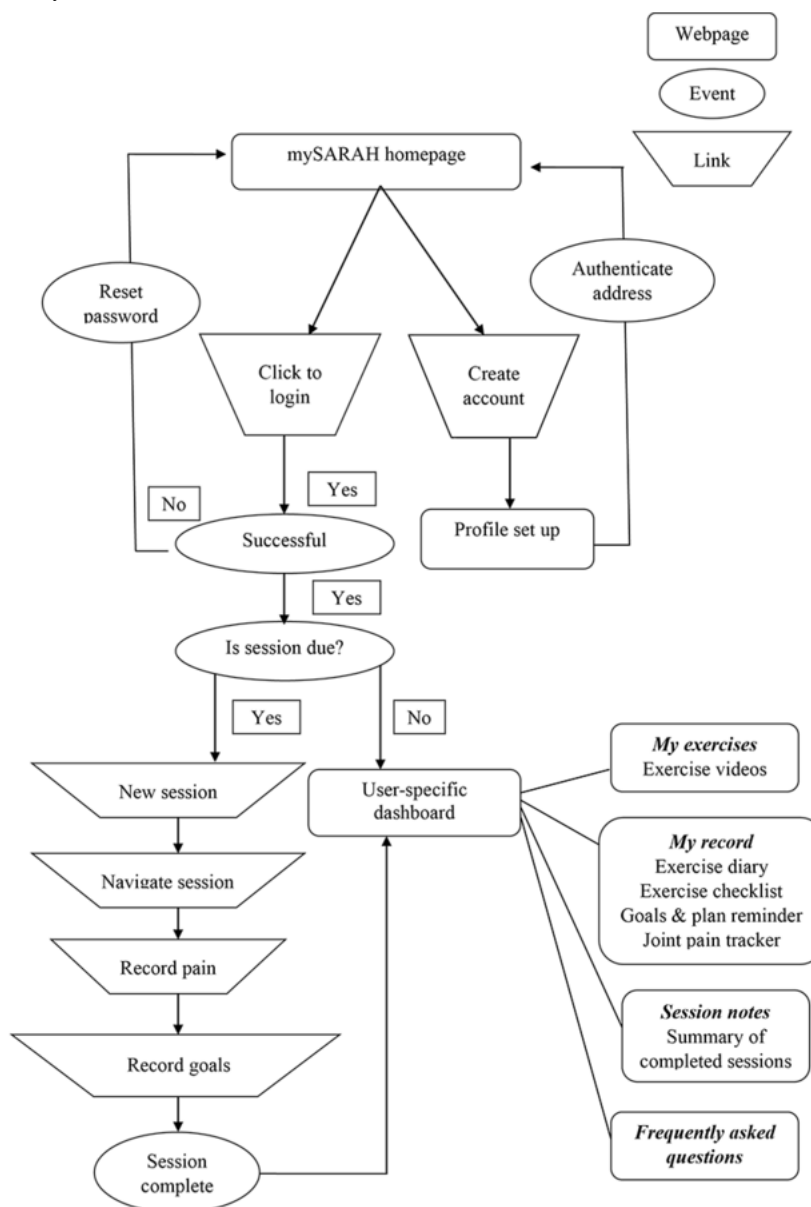 Webpage
Event
Link
mySARAH homepage
Reset
password
Authenticate
address
Click to
login
Create
account
No
Yes
Successful
Profile set up
Yes
Is session due?
Yes
No
My exercises
Exercise videos
New session
User-specific
dashboard
My record
Exercise diary
Exercise checklist
Goals & plan reminder
Joint pain tracker
Navigate session
Record pain
Session notes
Summary of
completed sessions
Record goals
Frequently asked
questions
Session
complete